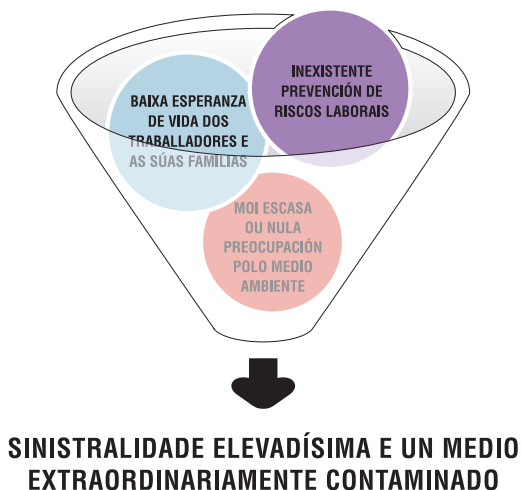 BAIXA ESPERANZA
DE VIDA DOS
TRABALLADORES E
AS SÚAS FAMILIAS
INEXISTENTE
PREVENCIÓN DE
RISCOS LABORAIS
MOI ESCASA
OU NULA
PREOCUPACIÓN
POLO MEDIO
AMBIENTE
SINISTRALIDADE ELEVADÍSIMA E UN MEDIO
EXTRAORDINARIAMENTE CONTAMINADO